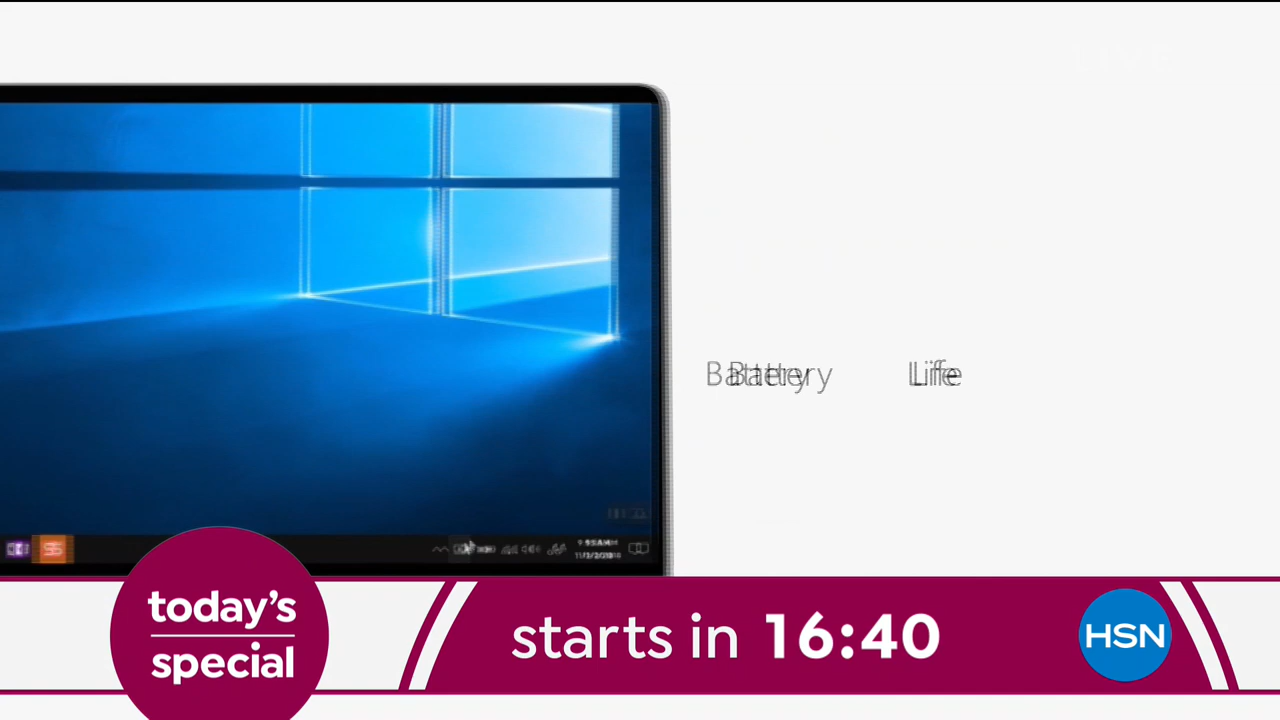 Battery Life
today's
special
starts in 16:40
HSN